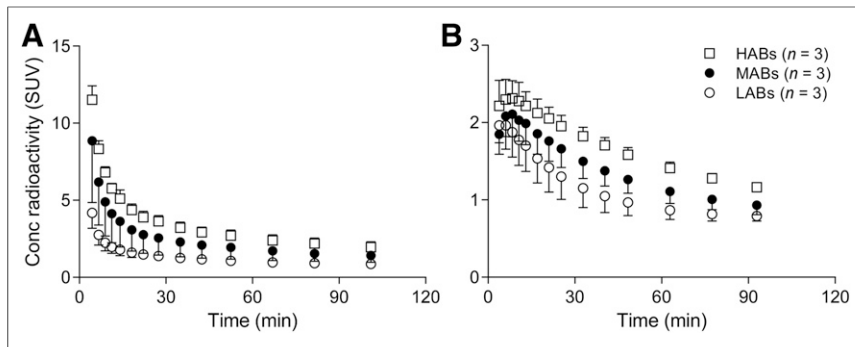 A
15
10
5
0
Conc radioactivity (SUV)
0 30 60 90 120
Time (min)
B
3
2
1
0
0 30 60 90 120
Time (min)
HABs (n = 3)
MABs (n = 3)
LABs (n = 3)